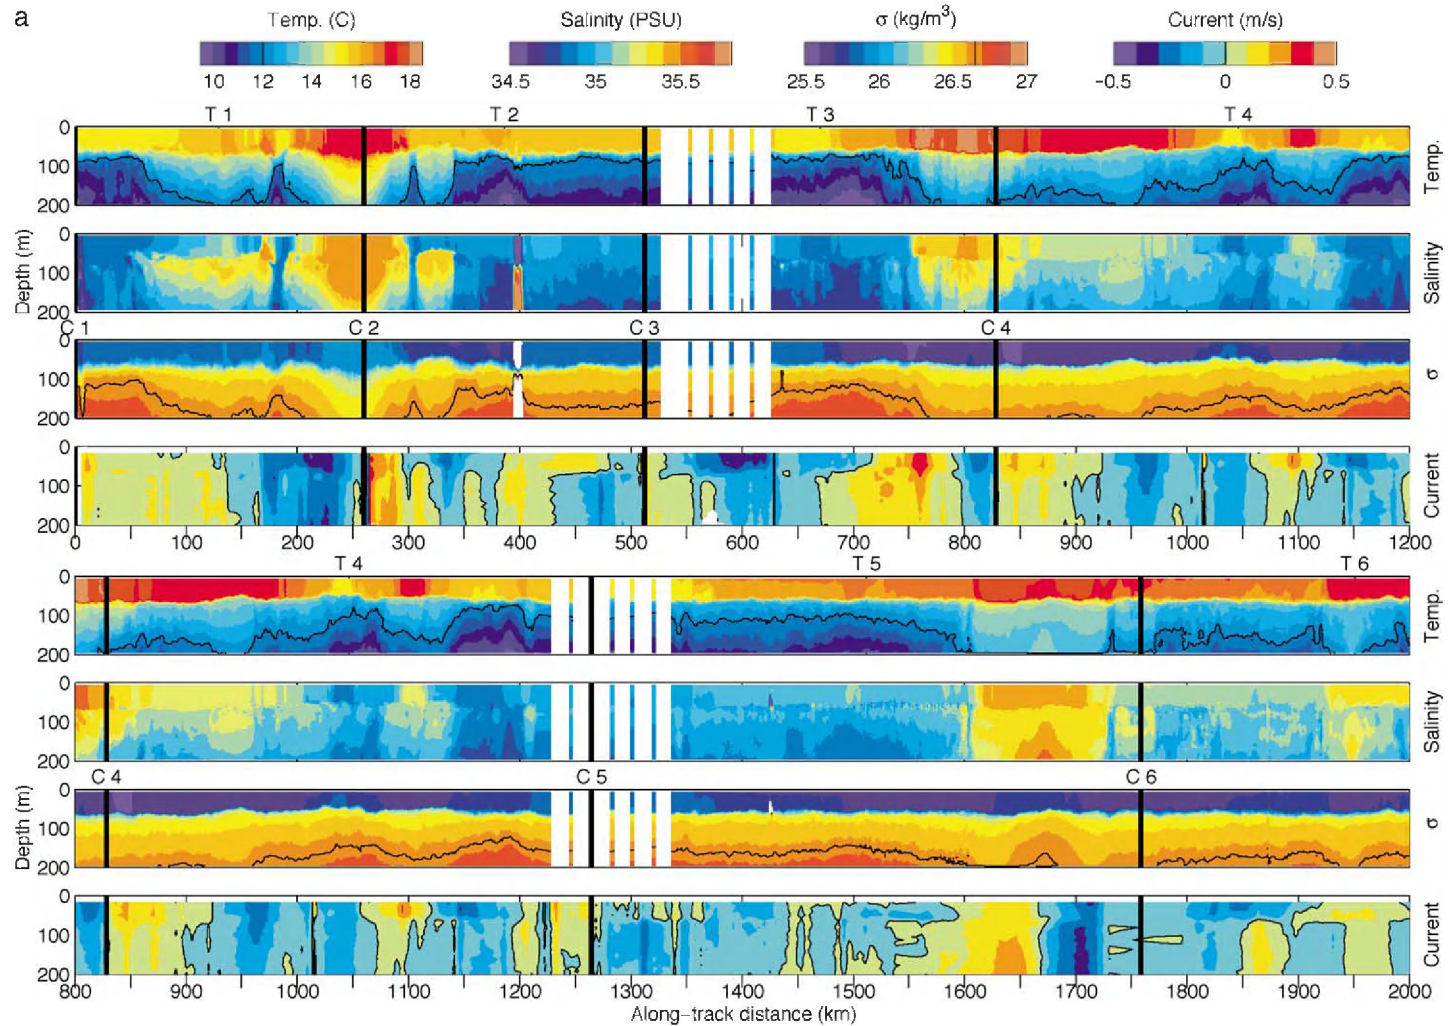 a
Temp. (C) Salinity (PSU) σ (kg/m³) Current (m/s)
10 12 14 16 18 34.5 35 35.5 25.5 26 26.5 27 -0.5 0 0.5
T 1 T 2 T 3 T 4
0
100
200
Temp.
0
100
200
Salinity
Depth (m)
C 1 C 2 C 3 C 4
0
100
200
σ
0
100
200
Current
0 100 200 300 400 500 600 700 800 900 1000 1100 1200
T 4 T 5 T 6
0
100
200
Temp.
0
100
200
Salinity
C 4 C 5 C 6
Depth (m)
0
100
200
σ
0
100
200
Current
800 900 1000 1100 1200 1300 1400 1500 1600 1700 1800 1900 2000
Along-track distance (km)